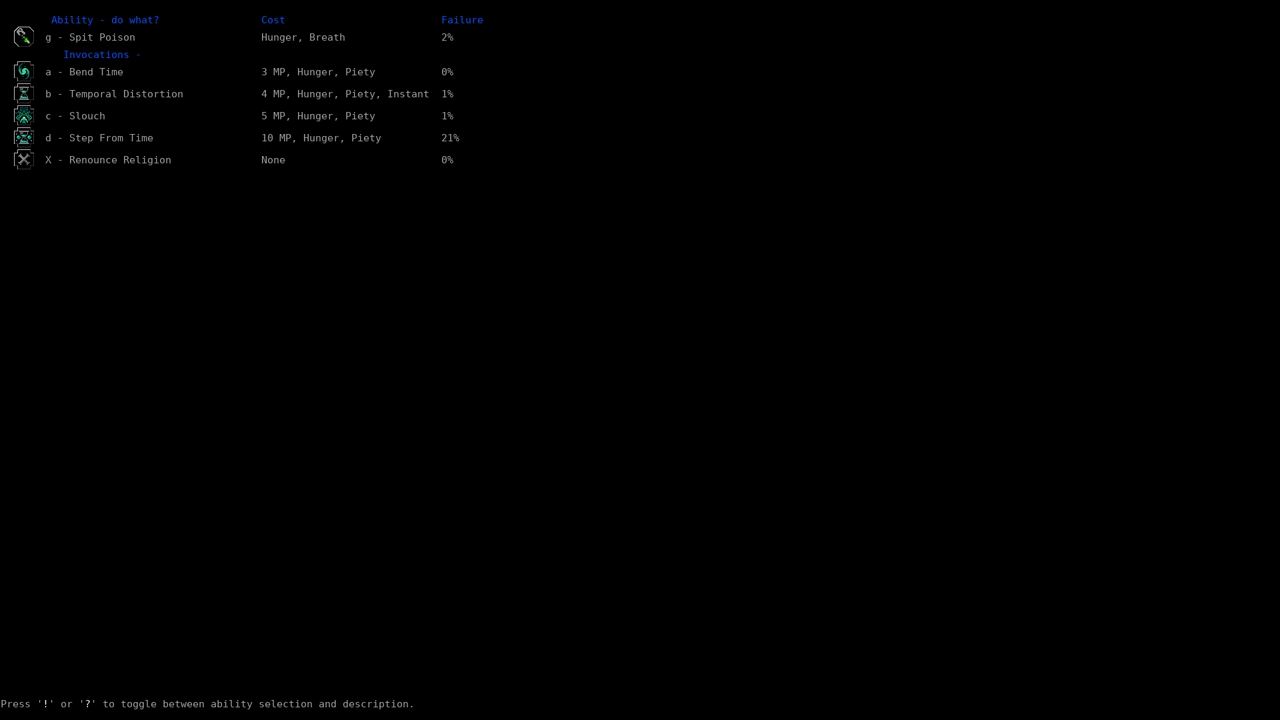 Ability - do what? Cost Failure
g - Spit Poison Hunger, Breath 2%
Invocations -
a - Bend Time 3 MP, Hunger, Piety 0%
b - Temporal Distortion 4 MP, Hunger, Piety, Instant 1%
c - Slouch 5 MP, Hunger, Piety 1%
d - Step From Time 10 MP, Hunger, Piety 21%
X - Renounce Religion None 0%
Press '!' or '?' to toggle between ability selection and description.